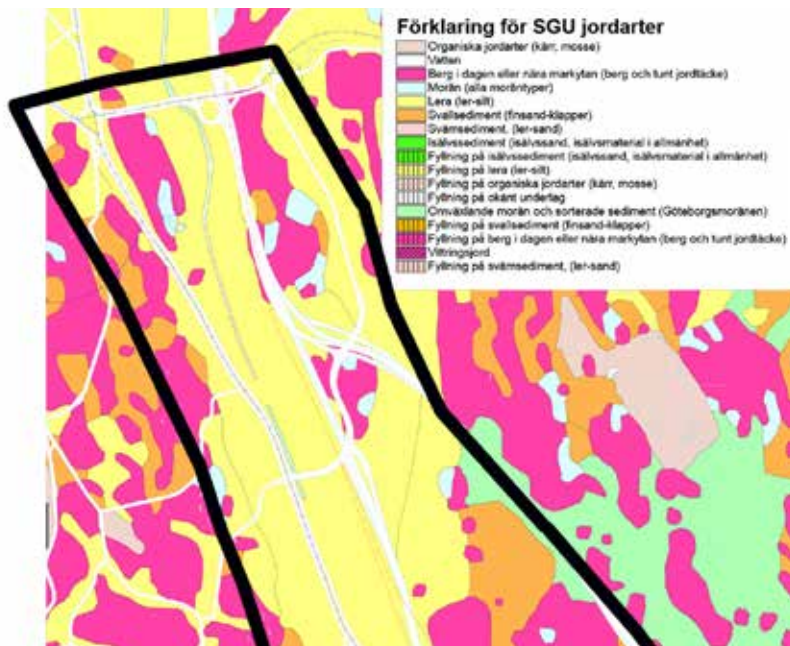 Förklaring för SGU jordarter
Organiska jordarter (kärr, mosse)
Vatten
Berg i dagen eller nära markytan (berg och tunt jordtäcke)
Morän (alla moräntyper)
Lera (ler-silt)
Svallsediment (finsand-klapper)
Svämsediment, (ler-sand)
Isälvssediment (isälvssand, isälvsmaterial i allmänhet)
Fyllning på isälvssediment (isälvssand, isälvsmaterial i allmänhet)
Fyllning på lera (ler-silt)
Fyllning på organiska jordarter (kärr, mosse)
Fyllning på okänt underlag
Omväxlande morän och sorterade sediment (Göteborgsmoränen)
Fyllning på svallsediment (finsand-klapper)
Fyllning på berg i dagen eller nära markytan (berg och tunt jordtäcke)
Vittringsjord
Fyllning på svämsediment, (ler-sand)